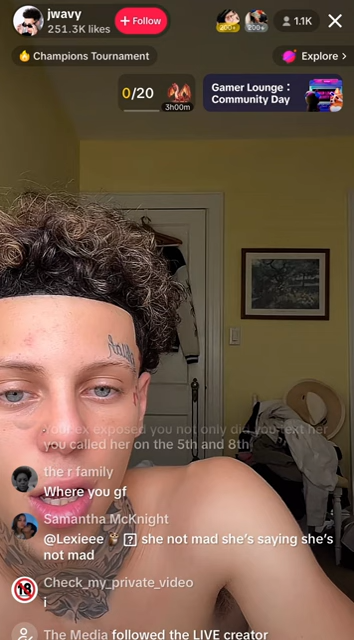 jwavy
251.3K likes
+ Follow
200+
200+
1.1K
Champions Tournament
Explore >
0/20
3h00m
Gamer Lounge :
Community Day
your ex exposed you not only did you text her
you called her on the 5th and 8th
the r family
Where you gf
Samantha McKnight
@Lexieee 🤠? she not mad she's saying she's
not mad
Check_my_private_video
i
The Media followed the LIVE creator
18